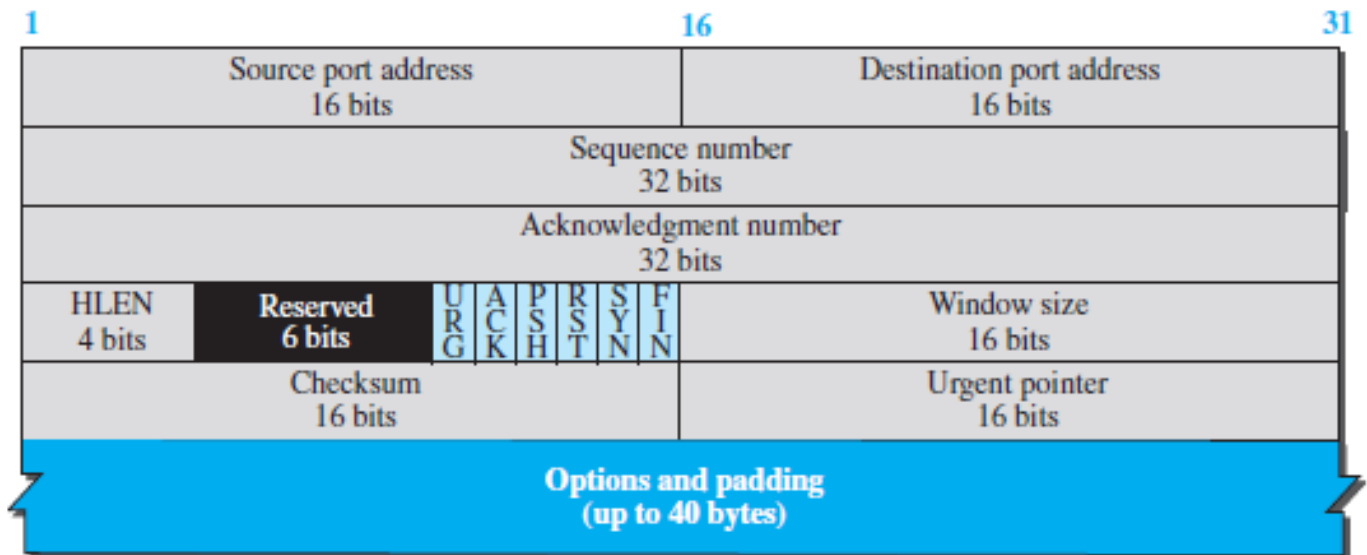 1 16 31
Source port address
16 bits
Destination port address
16 bits
Sequence number
32 bits
Acknowledgment number
32 bits
HLEN
4 bits
Reserved
6 bits
URG
ACK
PSH
RST
SYN
FIN
Window size
16 bits
Checksum
16 bits
Urgent pointer
16 bits
Options and padding
(up to 40 bytes)